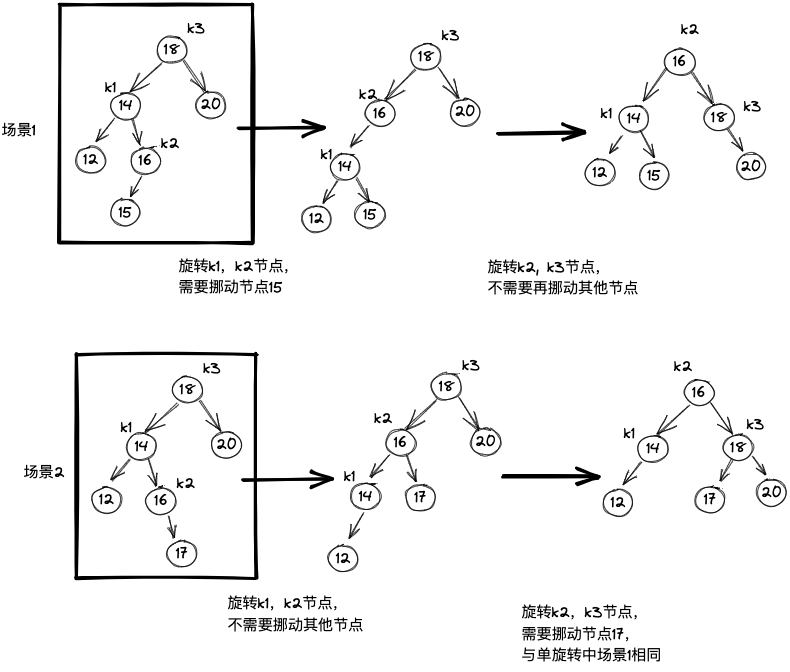 场景1
k3
18
k1
14
20
k2
12
16
15
k3
18
k2
16
20
k1
14
12
15
k2
16
k1
14
k3
18
12
15
20
旋转k1，k2节点，
需要挪动节点15
旋转k2, k3节点，
不需要再挪动其他节点
场景2
k3
18
k1
14
20
k2
12
16
17
k3
18
k2
16
20
k1
14
17
12
k2
16
k1
14
k3
18
12
17
20
旋转k1，k2节点，
不需要挪动其他节点
旋转k2，k3节点，
需要挪动节点17，
与单旋转中场景1相同